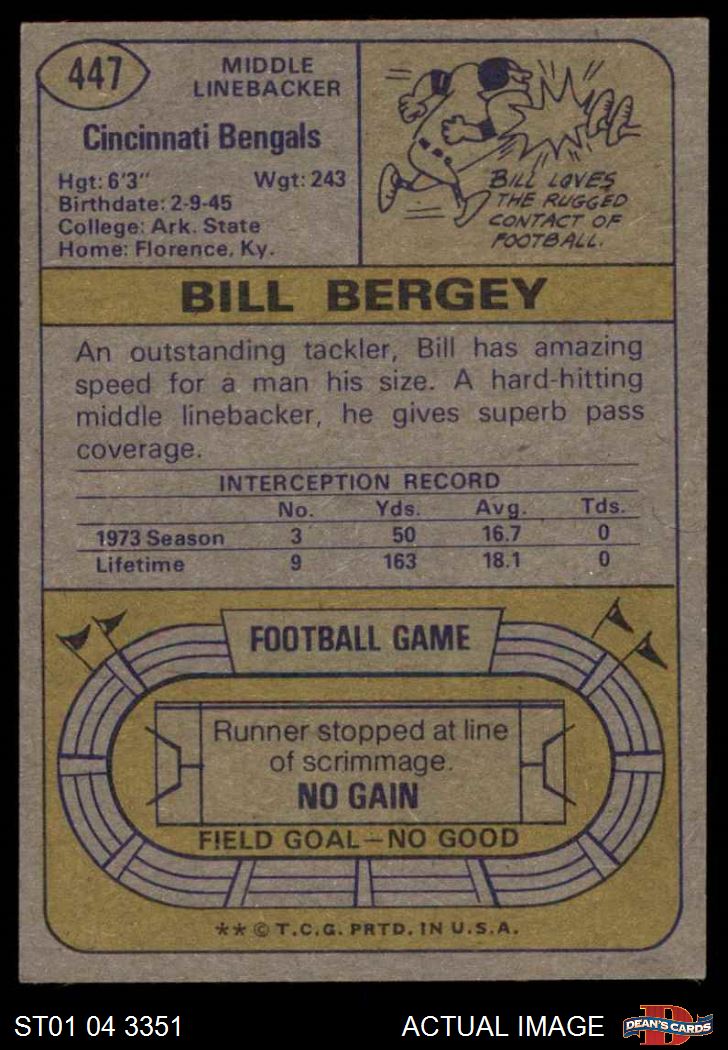 447
MIDDLE
LINEBACKER
Cincinnati Bengals
Hgt: 6'3"  Wgt: 243
Birthdate: 2-9-45
College: Ark. State
Home: Florence, Ky.
BILL LOVES
THE RUGGED
CONTACT OF
FOOTBALL.
BILL BERGEY
An outstanding tackler, Bill has amazing
speed for a man his size. A hard-hitting
middle linebacker, he gives superb pass
coverage.
INTERCEPTION RECORD
No. Yds. Avg. Tds.
1973 Season 3 50 16.7 0
Lifetime 9 163 18.1 0
FOOTBALL GAME
Runner stopped at line
of scrimmage.
NO GAIN
FIELD GOAL—NO GOOD
** © T.C.G. PRTD. IN U.S.A.
ST01 04 3351
ACTUAL IMAGE
D
DEAN'S CARDS